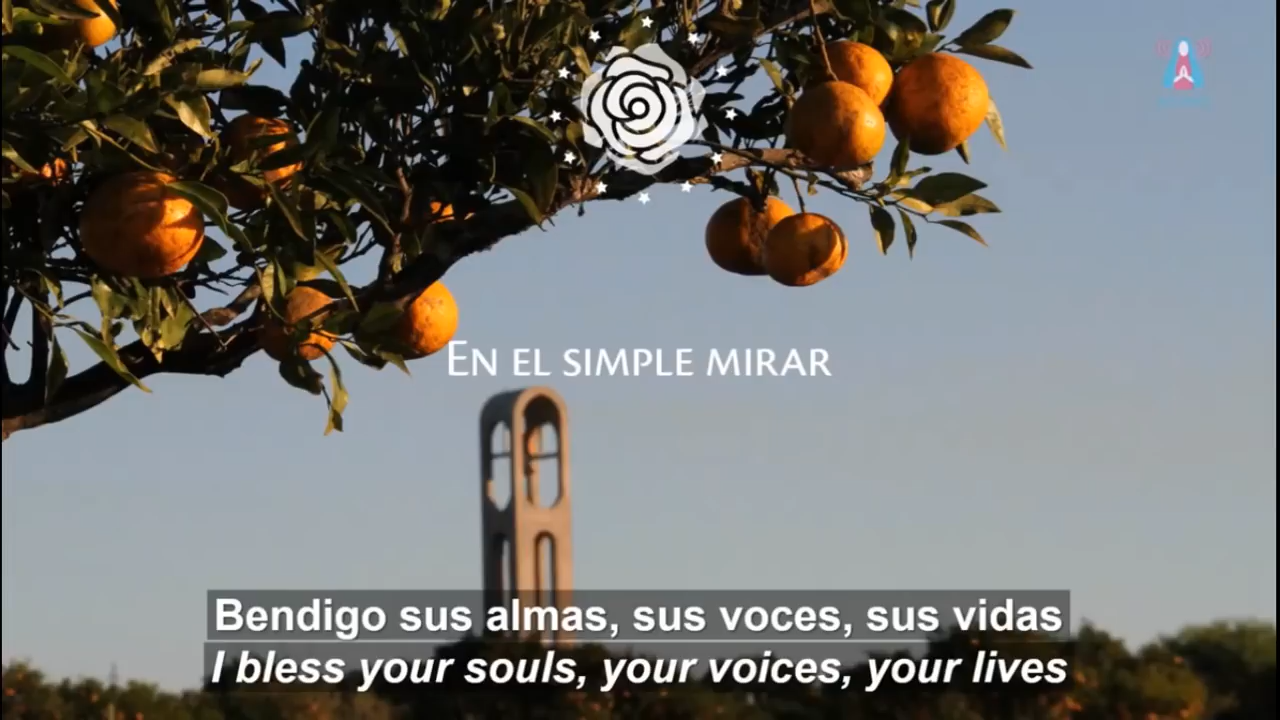 En el simple mirar
Bendigo sus almas, sus voces, sus vidas
I bless your souls, your voices, your lives